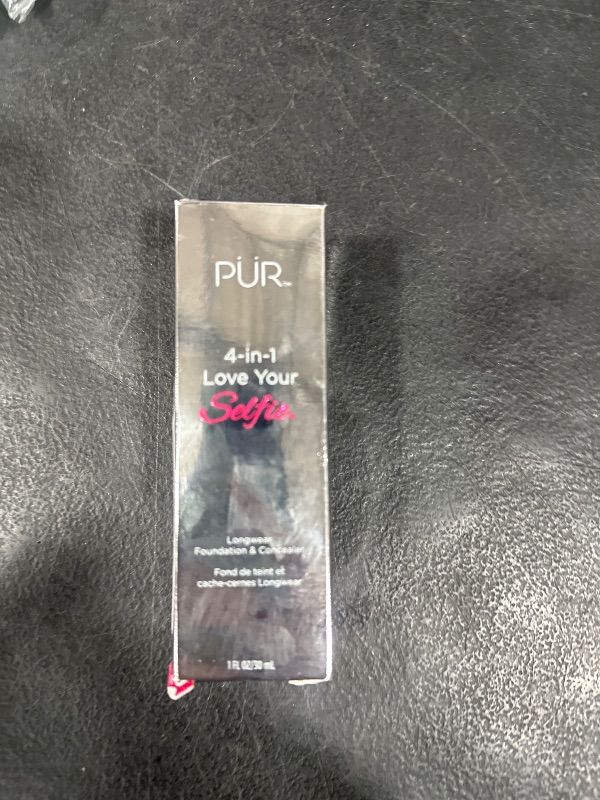 PÜR™
4-in-1
Love Your
Selfie
Longwear
Foundation & Concealer
Fond de teint et
cache-cernes Longwear
1 FL OZ/30 mL